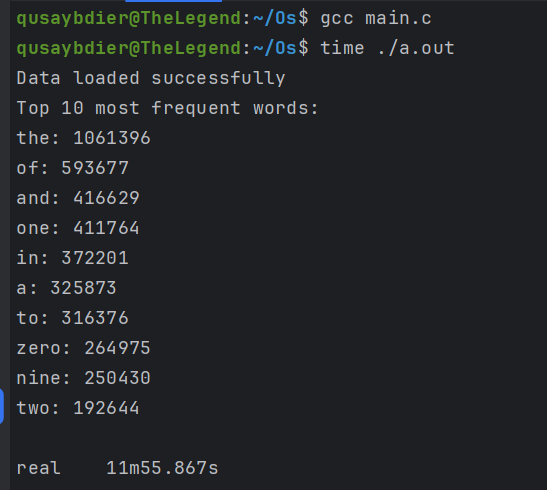 qusaybdier@TheLegend:~/Os$ gcc main.c
qusaybdier@TheLegend:~/Os$ time ./a.out
Data loaded successfully
Top 10 most frequent words:
the: 1061396
of: 593677
and: 416629
one: 411764
in: 372201
a: 325873
to: 316376
zero: 264975
nine: 250430
two: 192644
real    11m55.867s